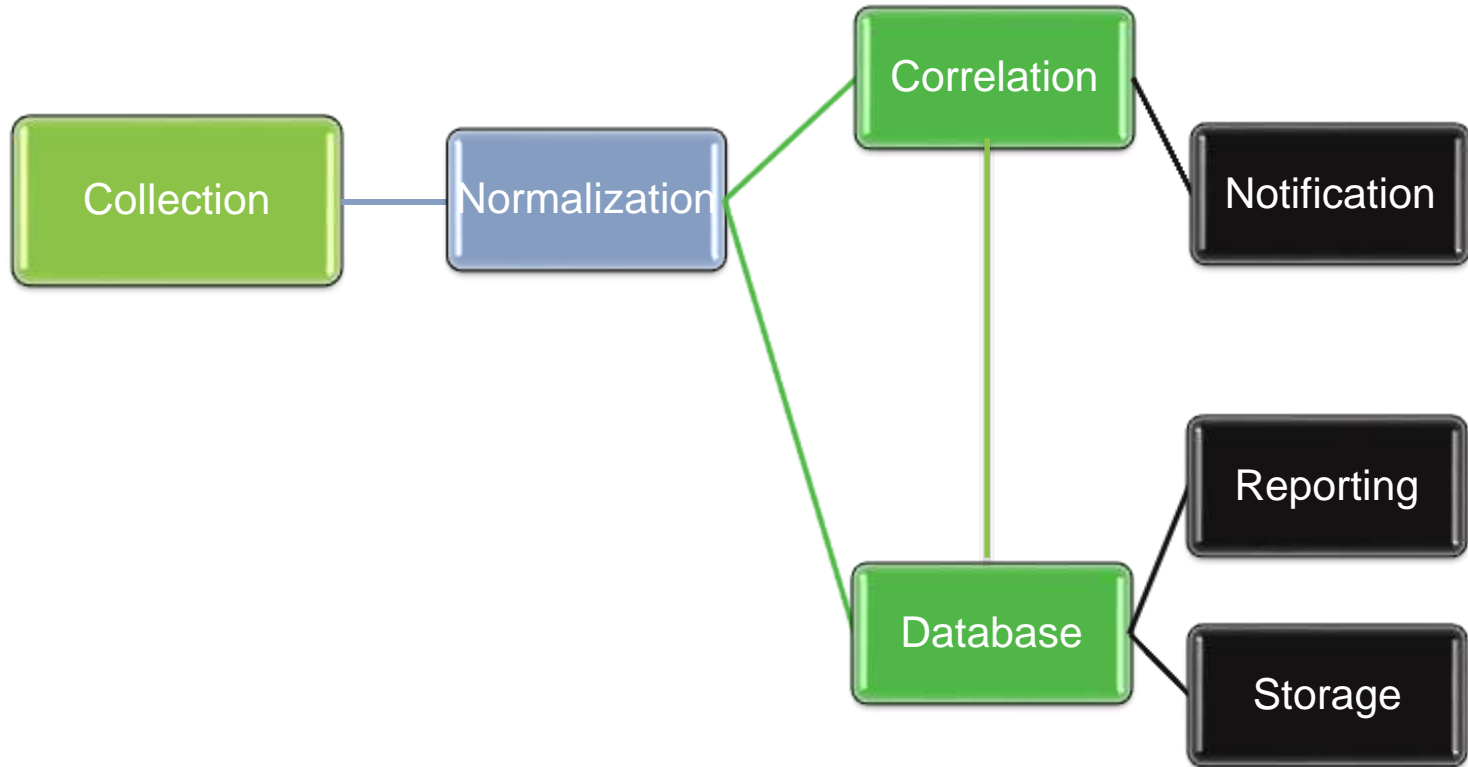 Collection
Normalization
Correlation
Notification
Database
Reporting
Storage